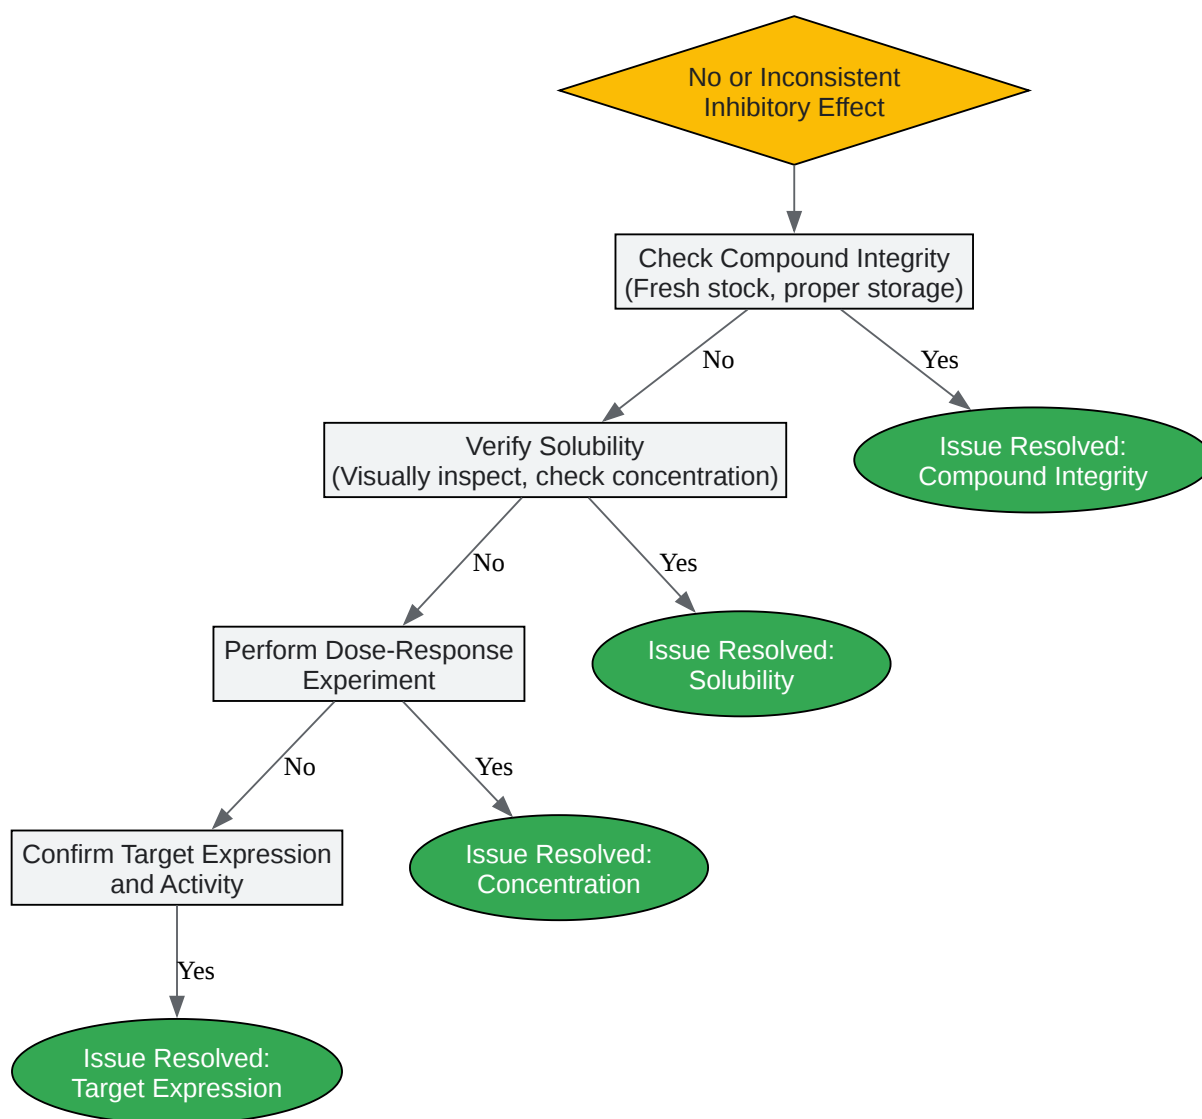 No or Inconsistent
Inhibitory Effect
Check Compound Integrity
(Fresh stock, proper storage)
No
Yes
Verify Solubility
(Visually inspect, check concentration)
Issue Resolved:
Compound Integrity
No
Yes
Perform Dose-Response
Experiment
Issue Resolved:
Solubility
No
Yes
Confirm Target Expression
and Activity
Issue Resolved:
Concentration
Yes
Issue Resolved:
Target Expression